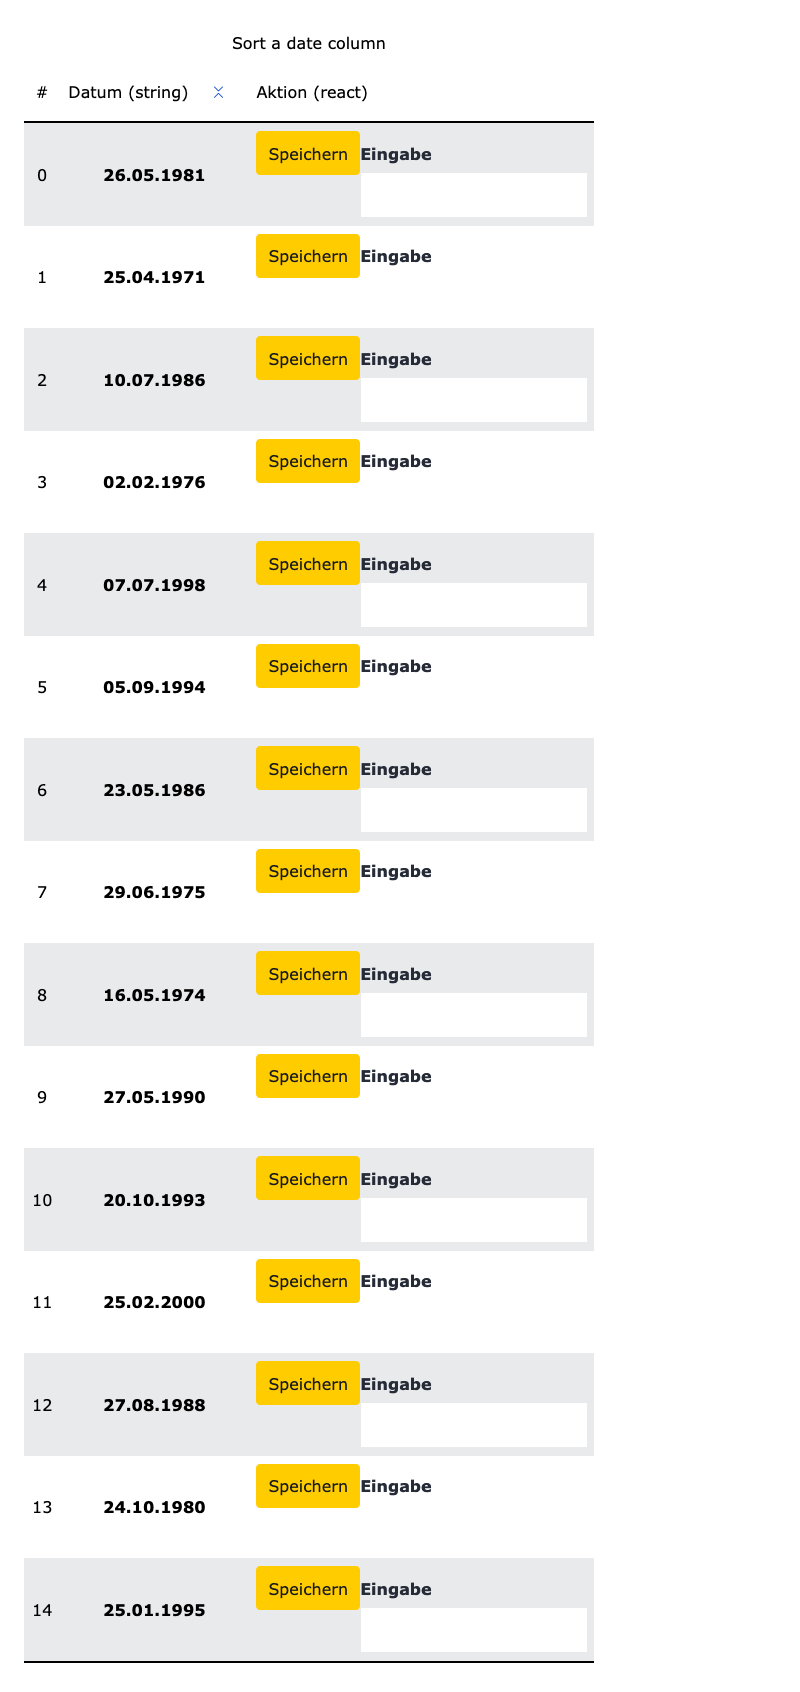 Sort a date column
# Datum (string) Aktion (react)
0 26.05.1981 Speichern Eingabe
1 25.04.1971 Speichern Eingabe
2 10.07.1986 Speichern Eingabe
3 02.02.1976 Speichern Eingabe
4 07.07.1998 Speichern Eingabe
5 05.09.1994 Speichern Eingabe
6 23.05.1986 Speichern Eingabe
7 29.06.1975 Speichern Eingabe
8 16.05.1974 Speichern Eingabe
9 27.05.1990 Speichern Eingabe
10 20.10.1993 Speichern Eingabe
11 25.02.2000 Speichern Eingabe
12 27.08.1988 Speichern Eingabe
13 24.10.1980 Speichern Eingabe
14 25.01.1995 Speichern Eingabe